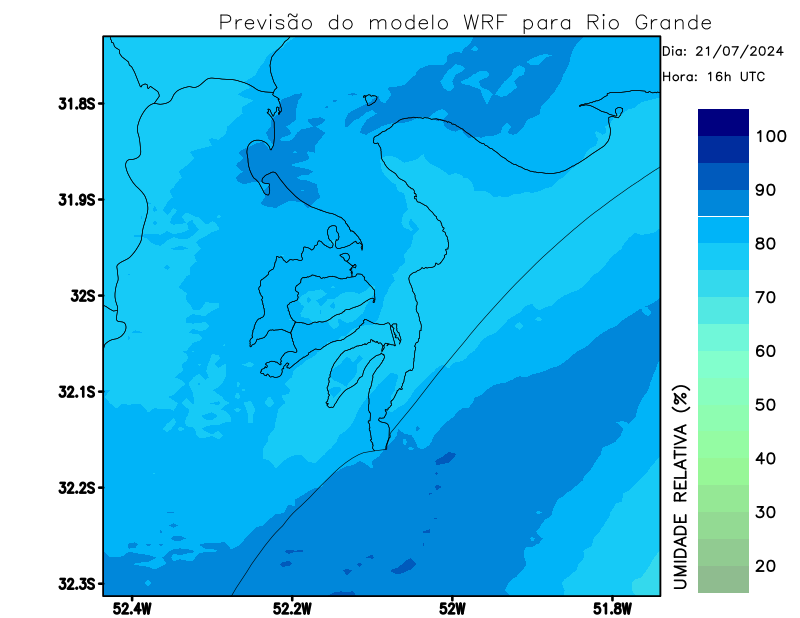 Previsão do modelo WRF para Rio Grande
Dia: 21/07/2024
Hora: 16h UTC
31.8S
31.9S
32S
32.1S
32.2S
32.3S
52.4W
52.2W
52W
51.8W
100
90
80
70
60
50
40
30
20
UMIDADE RELATIVA (%)